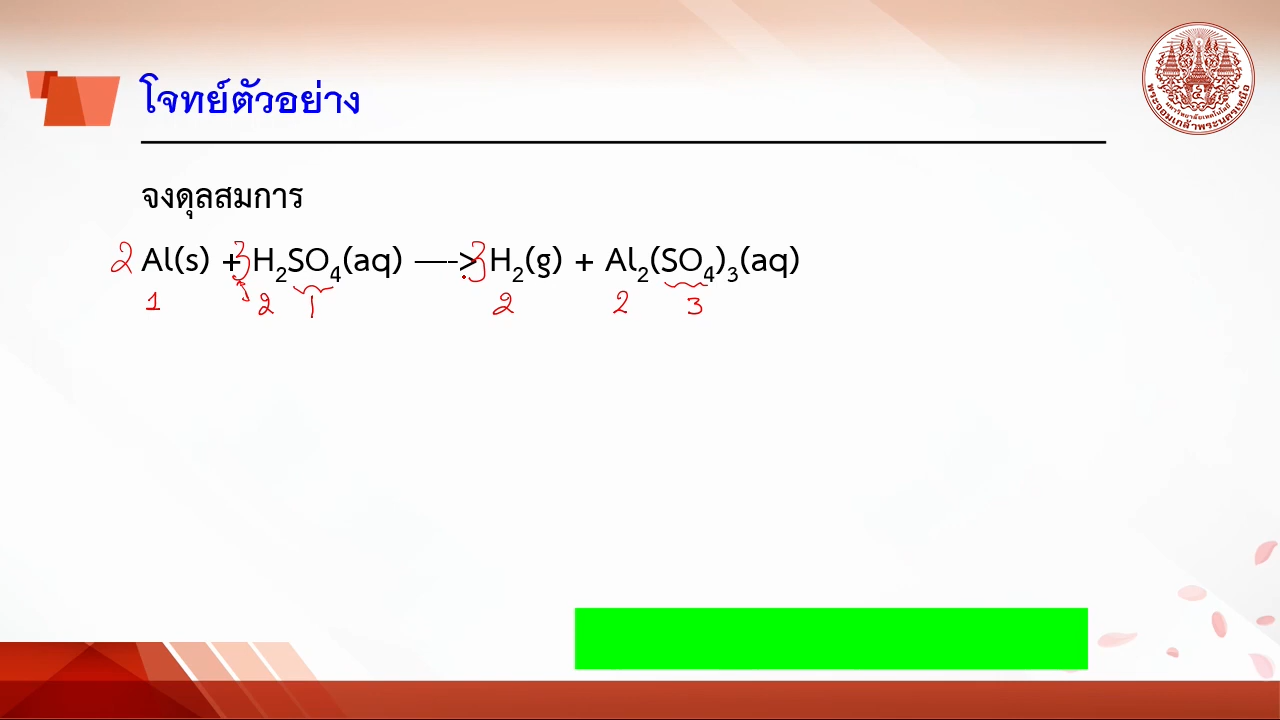 โจทย์ตัวอย่าง
จงดุลสมการ
2 Al(s) + 3 H2SO4(aq) —-> 3 H2(g) + Al2(SO4)3(aq)
1 2 1 2 2 3